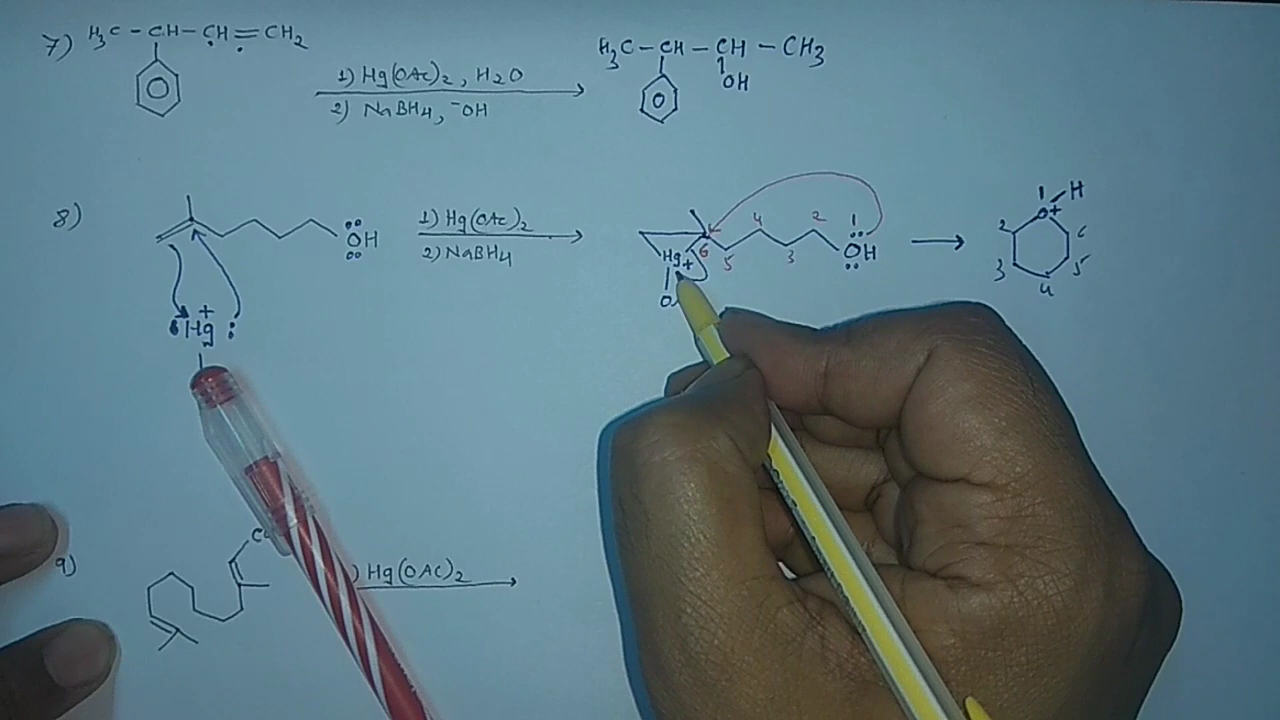 7) H3C - CH - CH = CH2
1) Hg(OAc)2, H2O
2) NaBH4, -OH
H3C - CH - CH - CH3
OH
8)
OH
1) Hg(OAc)2
2) NaBH4
Hg+
6 5 4 3 2 1
OH
1 H
O+
2 6
3 5
4
+
Hg
9)
) Hg(OAC)2